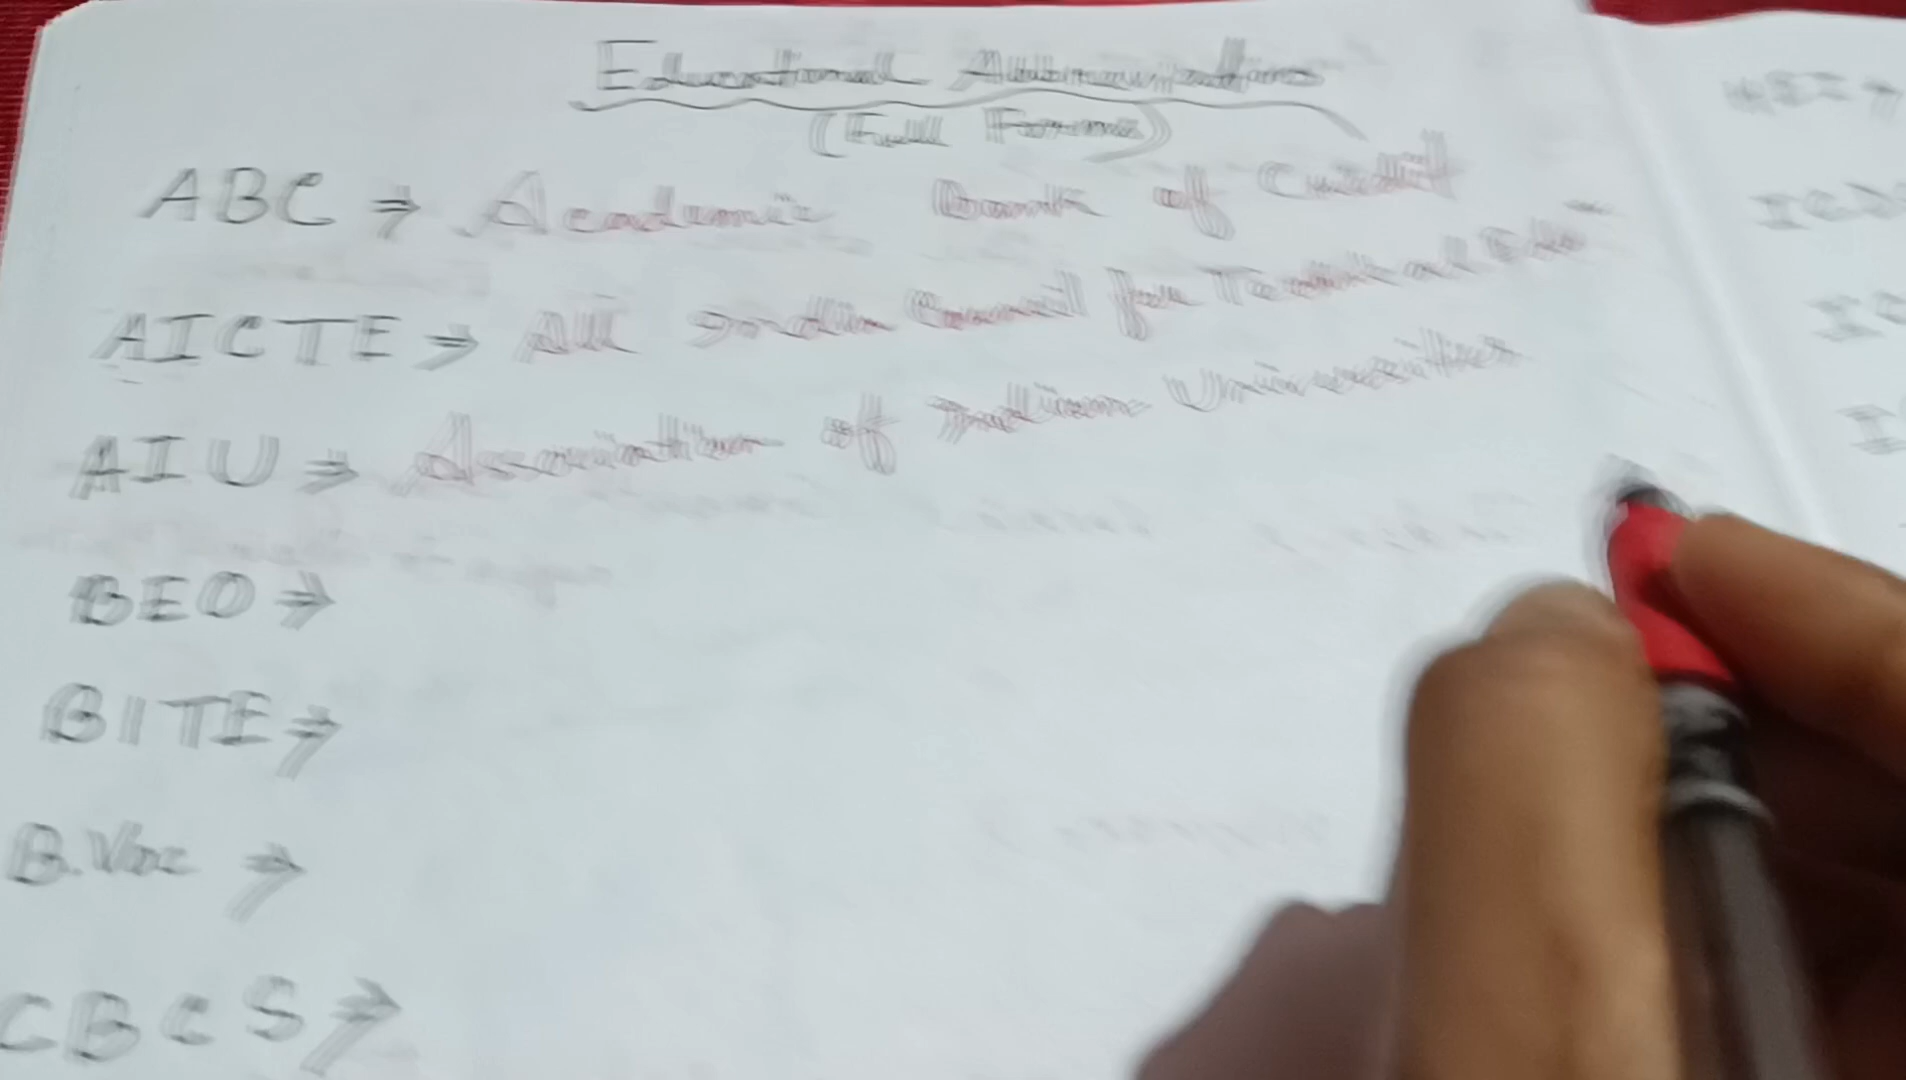 Educational Abbreviations
(Full Forms)
ABC ⇒ Academic Bank of Credit
AICTE ⇒ All India Council for Technical Edu
AIU ⇒ Association of Indian Universities
BEO ⇒
BITE ⇒
B.Voc ⇒
CBCS ⇒